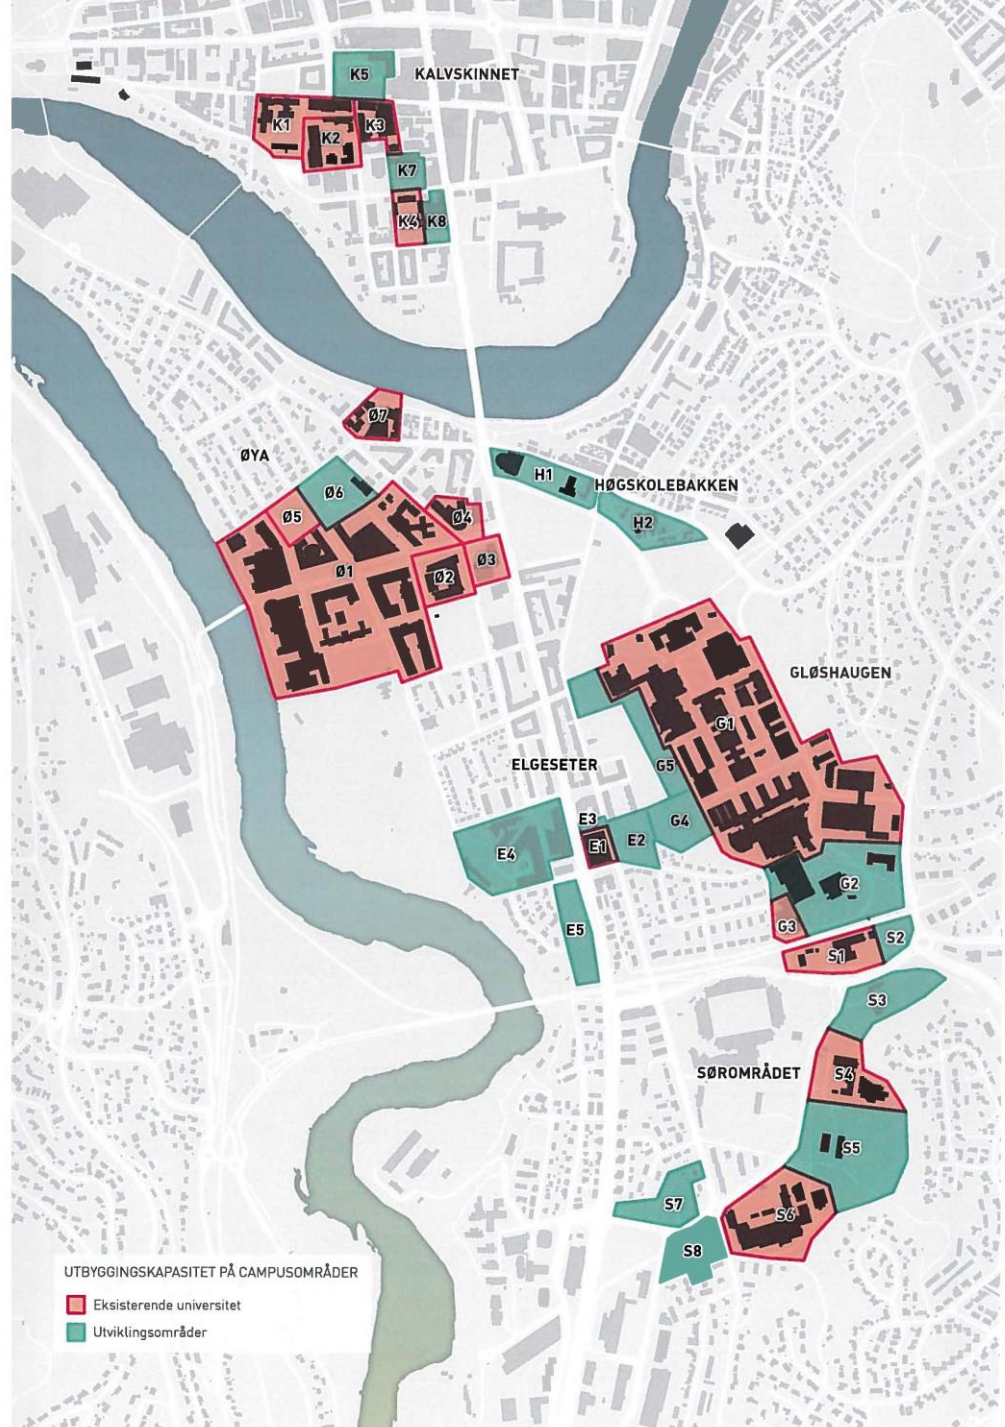 K5
KALVSKINNET
K1
K2
K3
K7
K4
K8
Ø7
ØYA
Ø6
H1
HØGSKOLEBAKKEN
Ø5
Ø4
H2
Ø1
Ø2
Ø3
GLØSHAUGEN
G1
ELGESETER
G5
E3
G4
E4
E1
E2
G2
E5
G3
S2
S1
S3
SØROMRÅDET
S4
S5
S7
S6
S8
UTBYGGINGSKAPASITET PÅ CAMPUSOMRÅDER
Eksisterende universitet
Utviklingsområder